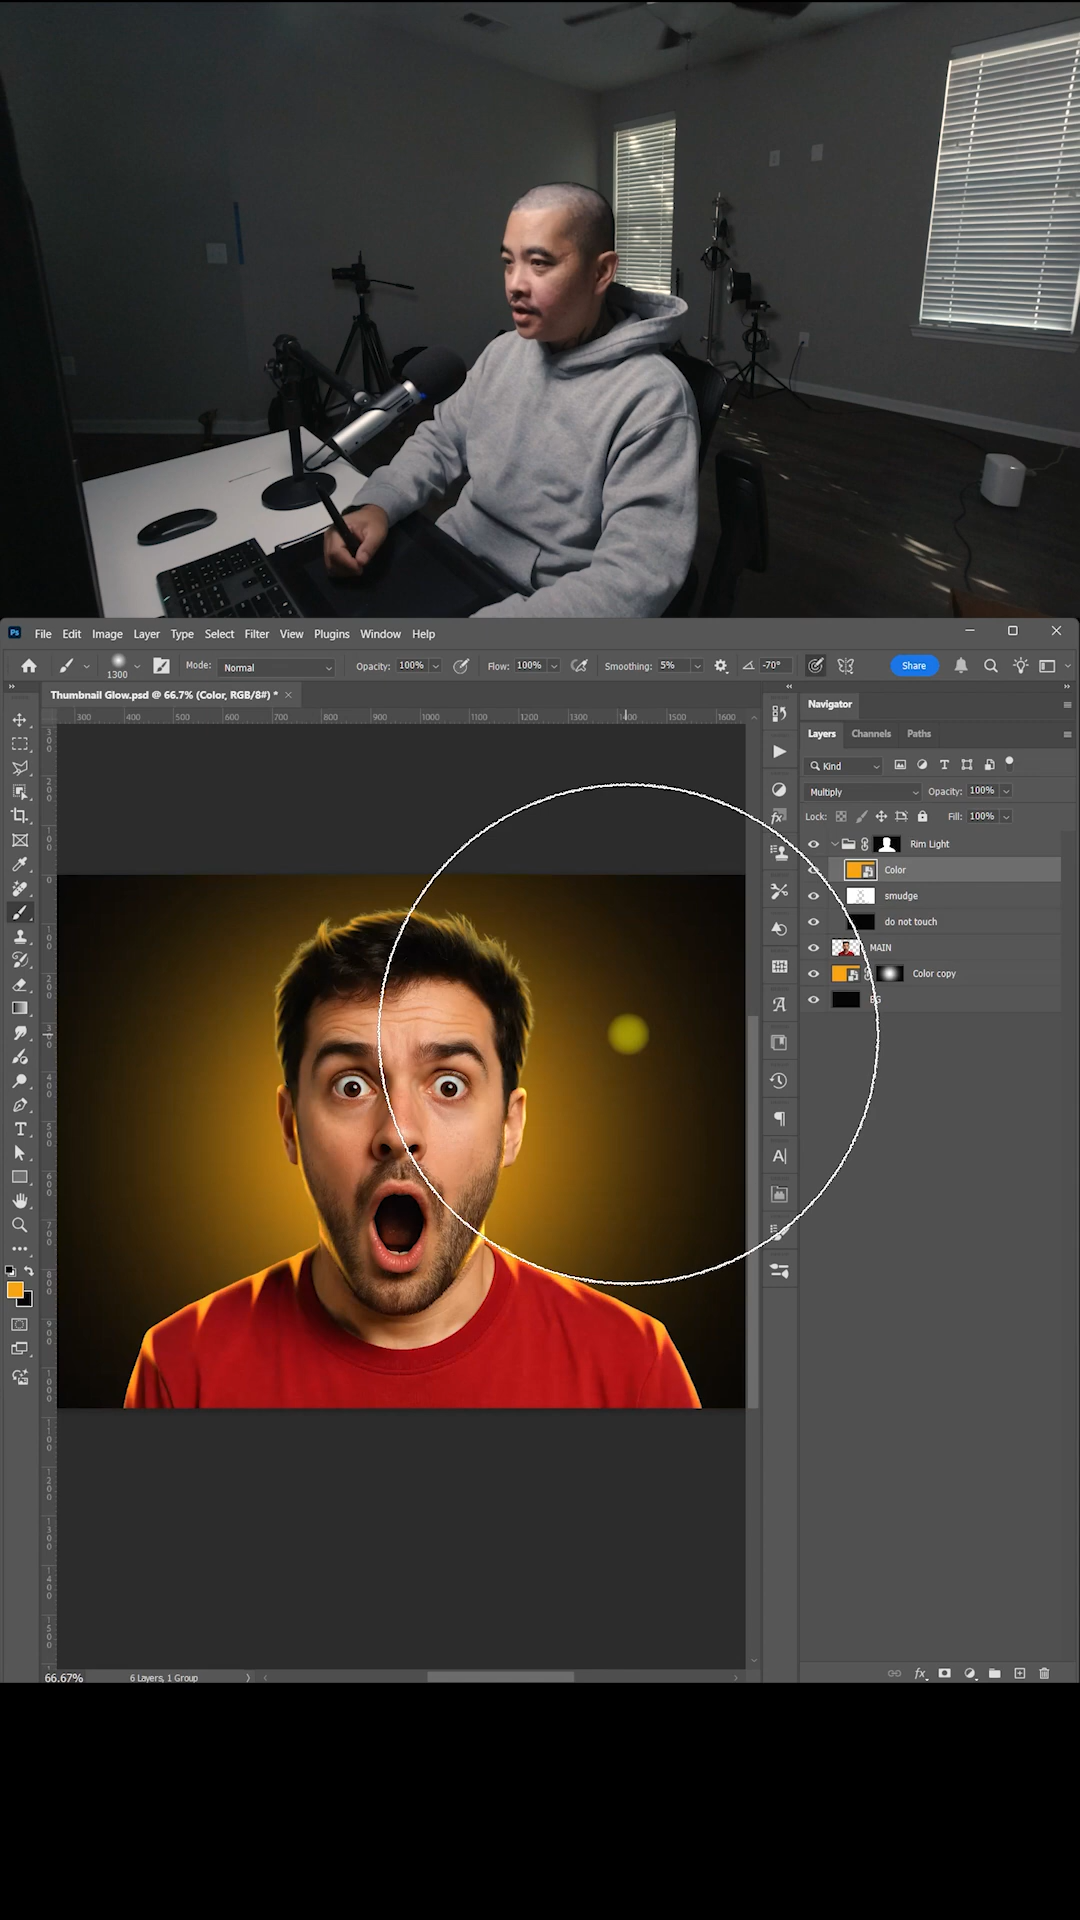 Ps File Edit Image Layer Type Select Filter View Plugins Window Help
1300 Mode: Normal Opacity: 100% Flow: 100% Smoothing: 5% -70° Share
Thumbnail Glow.psd @ 66.7% (Color, RGB/8#) *
300 400 500 600 700 800 900 1000 1100 1200 1300 1400 1500 1600
Navigator
Layers Channels Paths
Kind
Multiply Opacity: 100%
Lock: Fill: 100%
Rim Light
Color
smudge
do not touch
MAIN
Color copy
BG
66.67% 6 Layers, 1 Group
fx